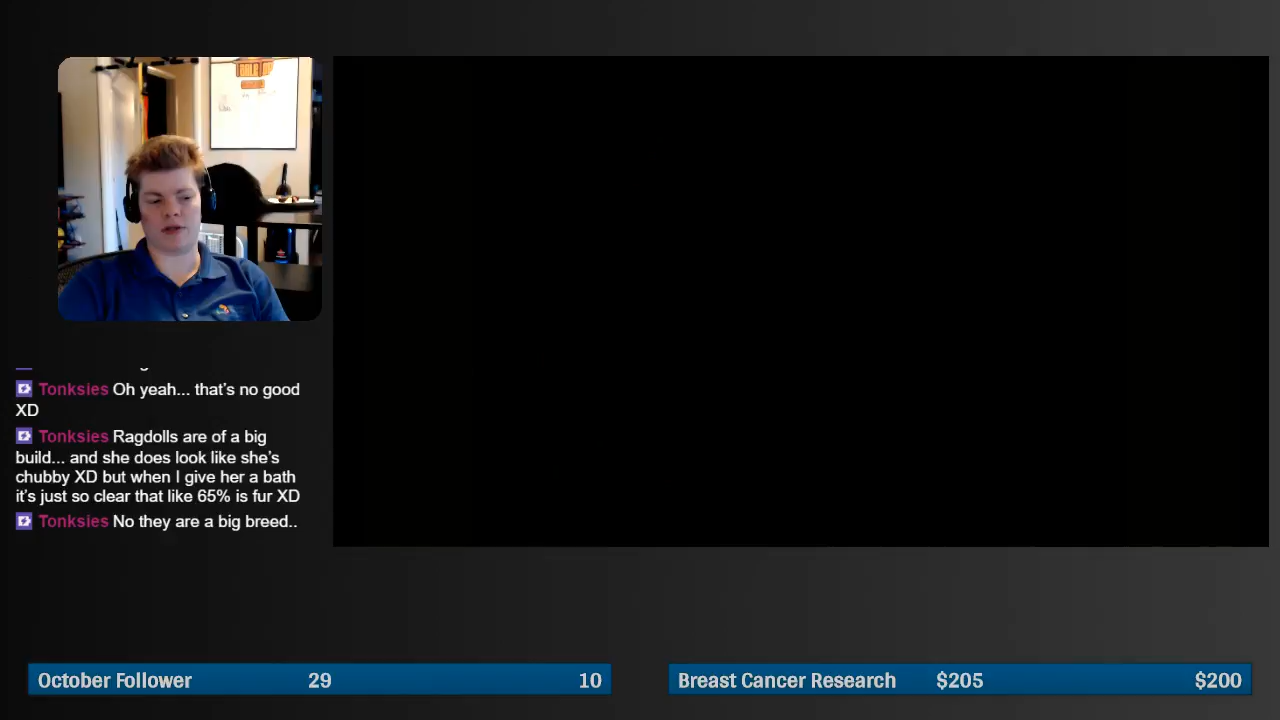 Tonksies Oh yeah... that's no good
XD
Tonksies Ragdolls are of a big
build... and she does look like she's
chubby XD but when I give her a bath
it's just so clear that like 65% is fur XD
Tonksies No they are a big breed..
October Follower 29 10
Breast Cancer Research $205 $200